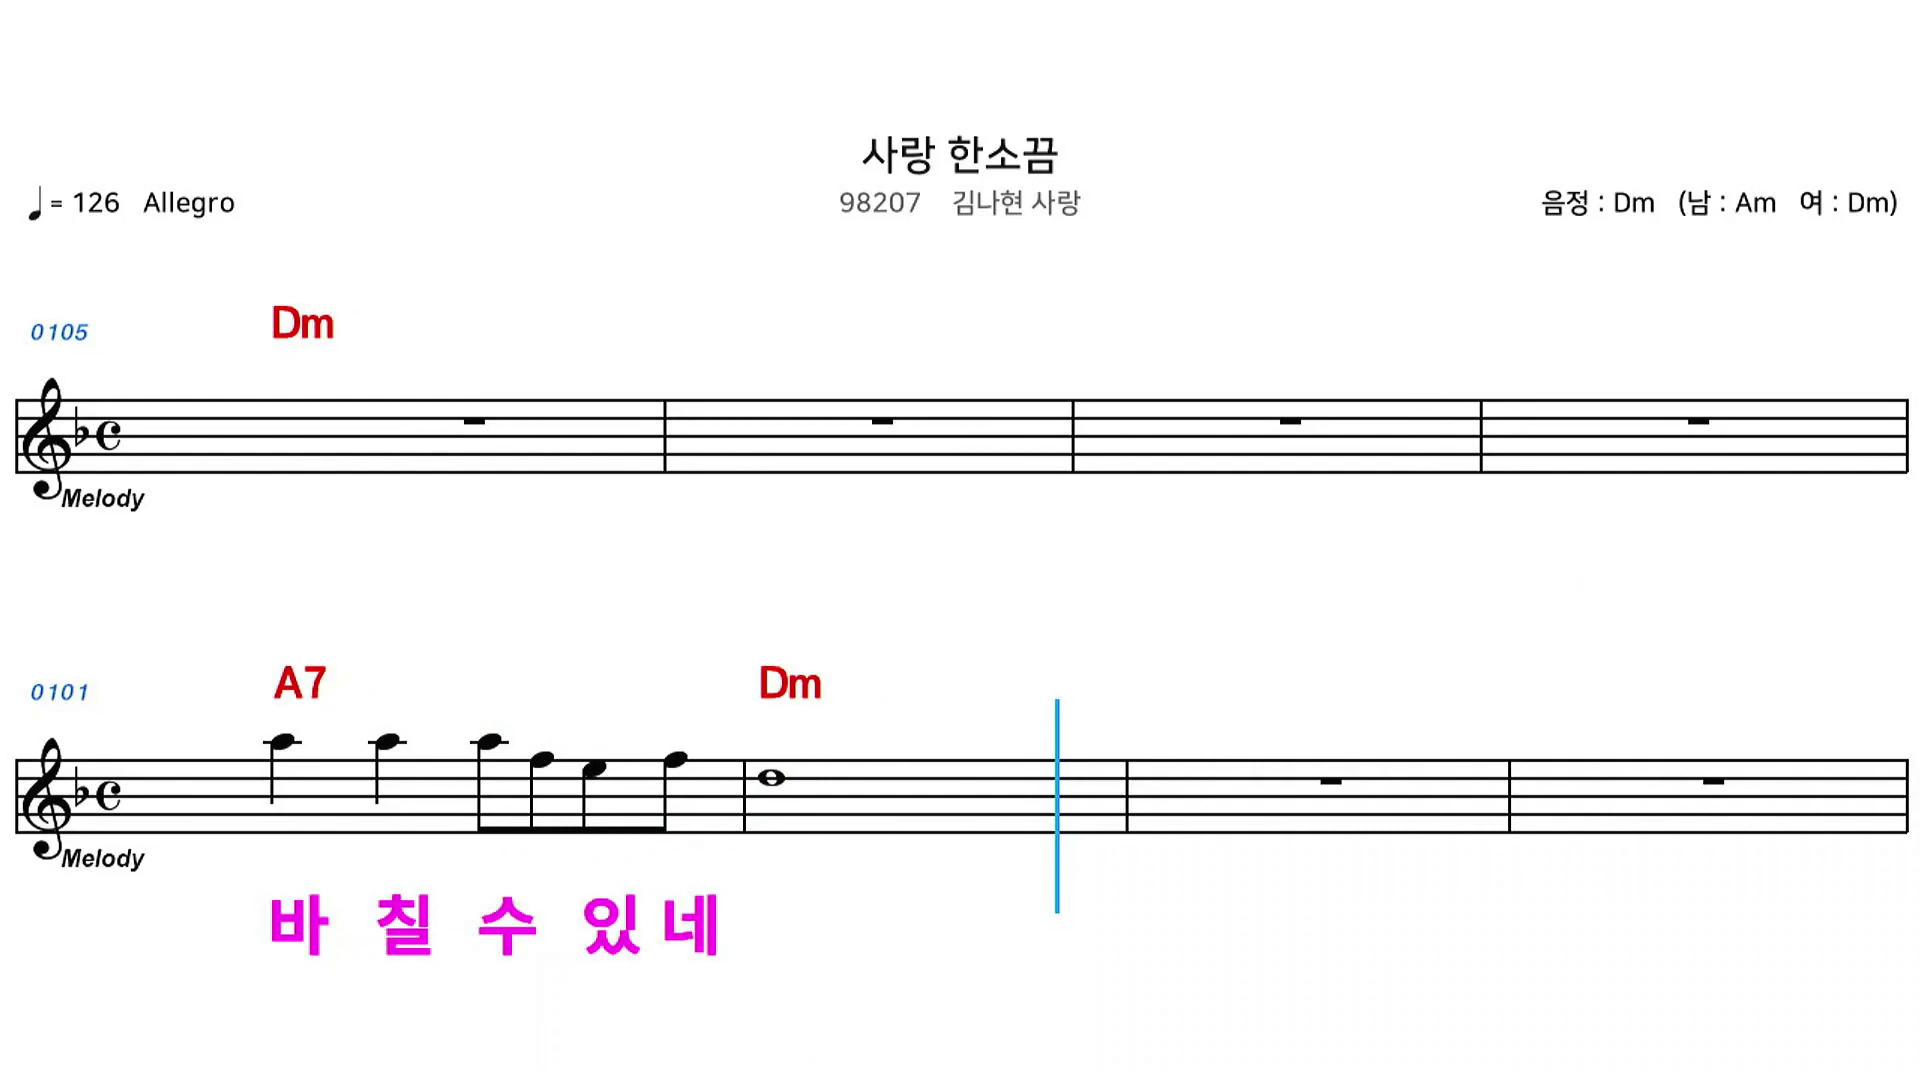 사랑 한소끔
= 126 Allegro 98207 김나현 사랑 음정 : Dm (남 : Am 여 : Dm)
0105 Dm
Melody
0101 A7 Dm
Melody
바 칠 수 있 네